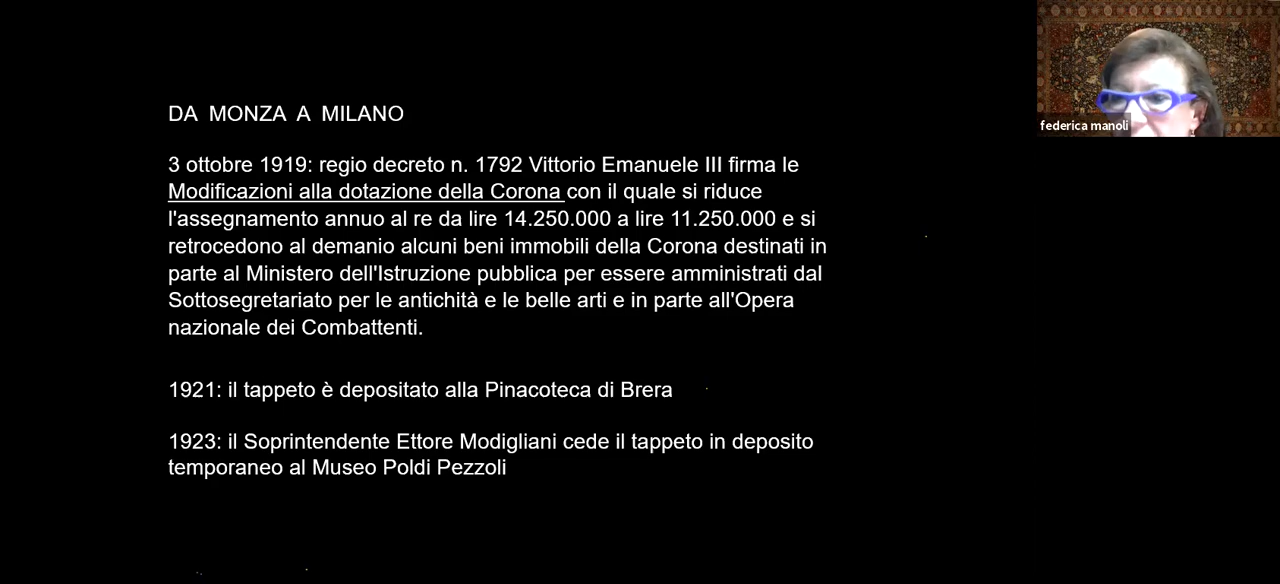 DA MONZA A MILANO
3 ottobre 1919: regio decreto n. 1792 Vittorio Emanuele III firma le
Modificazioni alla dotazione della Corona con il quale si riduce
l'assegnamento annuo al re da lire 14.250.000 a lire 11.250.000 e si
retrocedono al demanio alcuni beni immobili della Corona destinati in
parte al Ministero dell'Istruzione pubblica per essere amministrati dal
Sottosegretariato per le antichità e le belle arti e in parte all'Opera
nazionale dei Combattenti.
1921: il tappeto è depositato alla Pinacoteca di Brera
1923: il Soprintendente Ettore Modigliani cede il tappeto in deposito
temporaneo al Museo Poldi Pezzoli
federica manoli